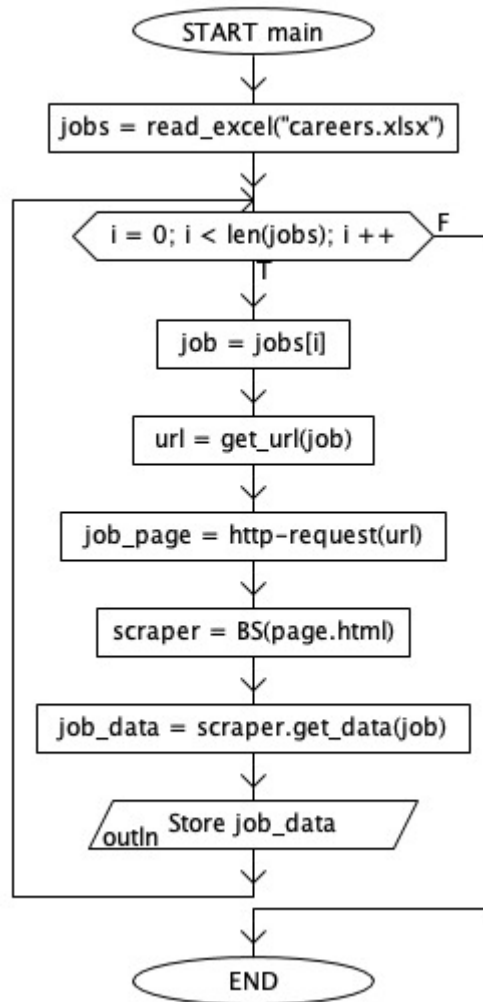 START main
jobs = read_excel("careers.xlsx")
i = 0; i < len(jobs); i ++
F
T
job = jobs[i]
url = get_url(job)
job_page = http-request(url)
scraper = BS(page.html)
job_data = scraper.get_data(job)
Store job_data
outln
END